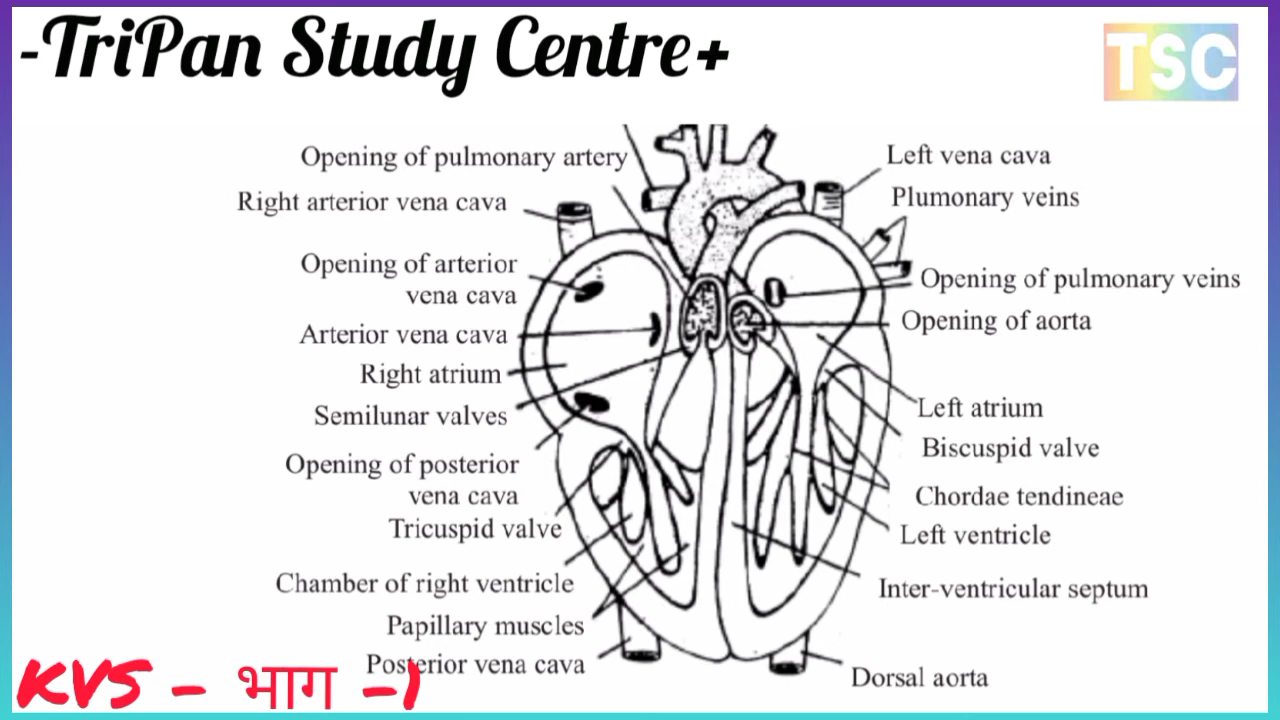 -TriPan Study Centre+
TSC
Opening of pulmonary artery
Right arterior vena cava
Opening of arterior
vena cava
Arterior vena cava
Right atrium
Semilunar valves
Opening of posterior
vena cava
Tricuspid valve
Chamber of right ventricle
Papillary muscles
Posterior vena cava
Left vena cava
Plumonary veins
Opening of pulmonary veins
Opening of aorta
Left atrium
Biscuspid valve
Chordae tendineae
Left ventricle
Inter-ventricular septum
Dorsal aorta
KVS - भाग -1